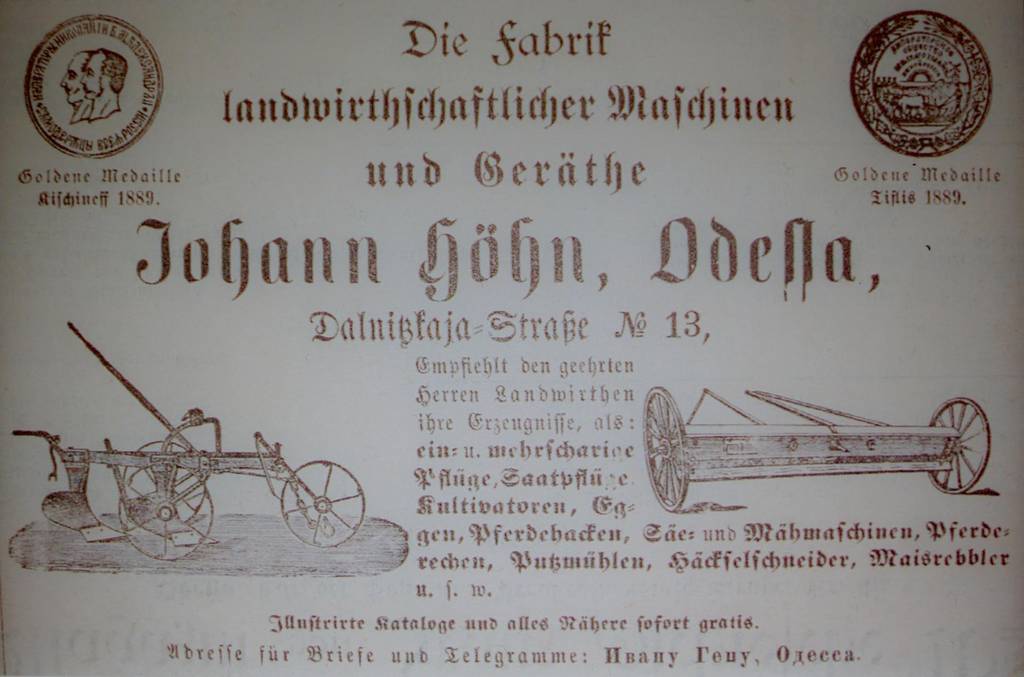 Die Fabrik
landwirthschaftlicher Maschinen
und Geräthe
Goldene Medaille
Kischineff 1889.
Goldene Medaille
Tiflis 1889.
Johann Höhn, Odessa,
Dalnitzkaja-Straße № 13,
Empfiehlt den geehrten
Herren Landwirthen
ihre Erzeugnisse, als:
ein- u. mehrscharige
Pflüge, Saatpflüge
Kultivatoren, Eg-
gen, Pferdehacken, Säe- und Mähmaschinen, Pferde-
rechen, Putzmühlen, Häckselschneider, Maisrebbler
u. s. w.
Illustrirte Kataloge und alles Nähere sofort gratis.
Adresse für Briefe und Telegramme: Ивану Гену, Одесса.